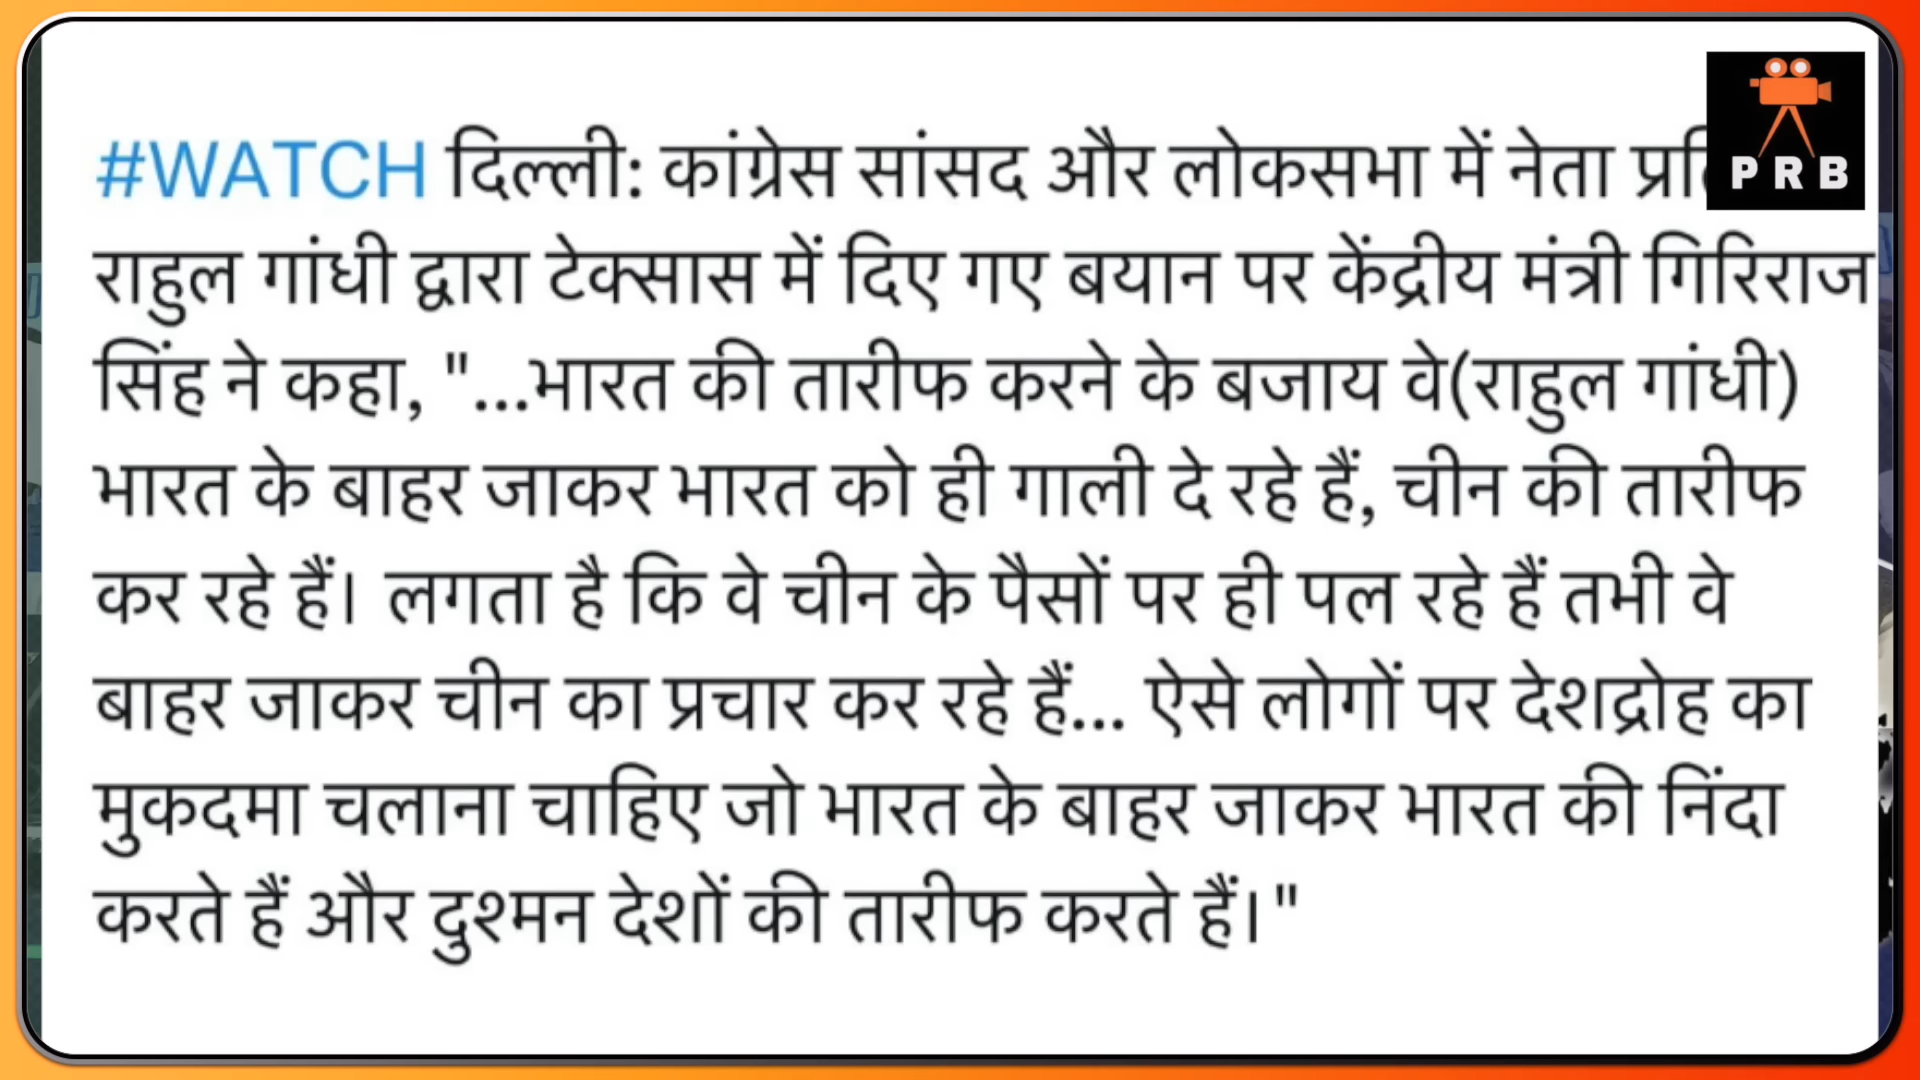 #WATCH दिल्ली: कांग्रेस सांसद और लोकसभा में नेता
PRB
राहुल गांधी द्वारा टेक्सास में दिए गए बयान पर केंद्रीय मंत्री गिरिराज
सिंह ने कहा, "...भारत की तारीफ करने के बजाय वे(राहुल गांधी)
भारत के बाहर जाकर भारत को ही गाली दे रहे हैं, चीन की तारीफ
कर रहे हैं। लगता है कि वे चीन के पैसों पर ही पल रहे हैं तभी वे
बाहर जाकर चीन का प्रचार कर रहे हैं... ऐसे लोगों पर देशद्रोह का
मुकदमा चलाना चाहिए जो भारत के बाहर जाकर भारत की निंदा
करते हैं और दुश्मन देशों की तारीफ करते हैं।"